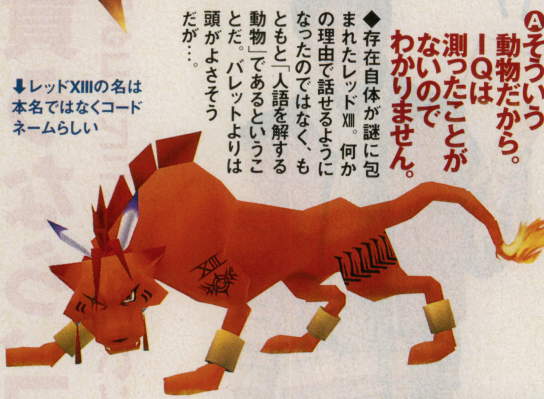 Ⓐそういう
動物だから。
IQは
測ったことが
ないので
わかりません。
◆存在自体が謎に包
まれたレッドⅩⅢ。何か
の理由で話せるように
なったのではなく、も
ともと「人語を解する
動物」であるというこ
とだ。バレットよりは
頭がよさそう
だが…。
⬇レッドⅩⅢの名は
本名ではなくコード
ネームらしい
XIII